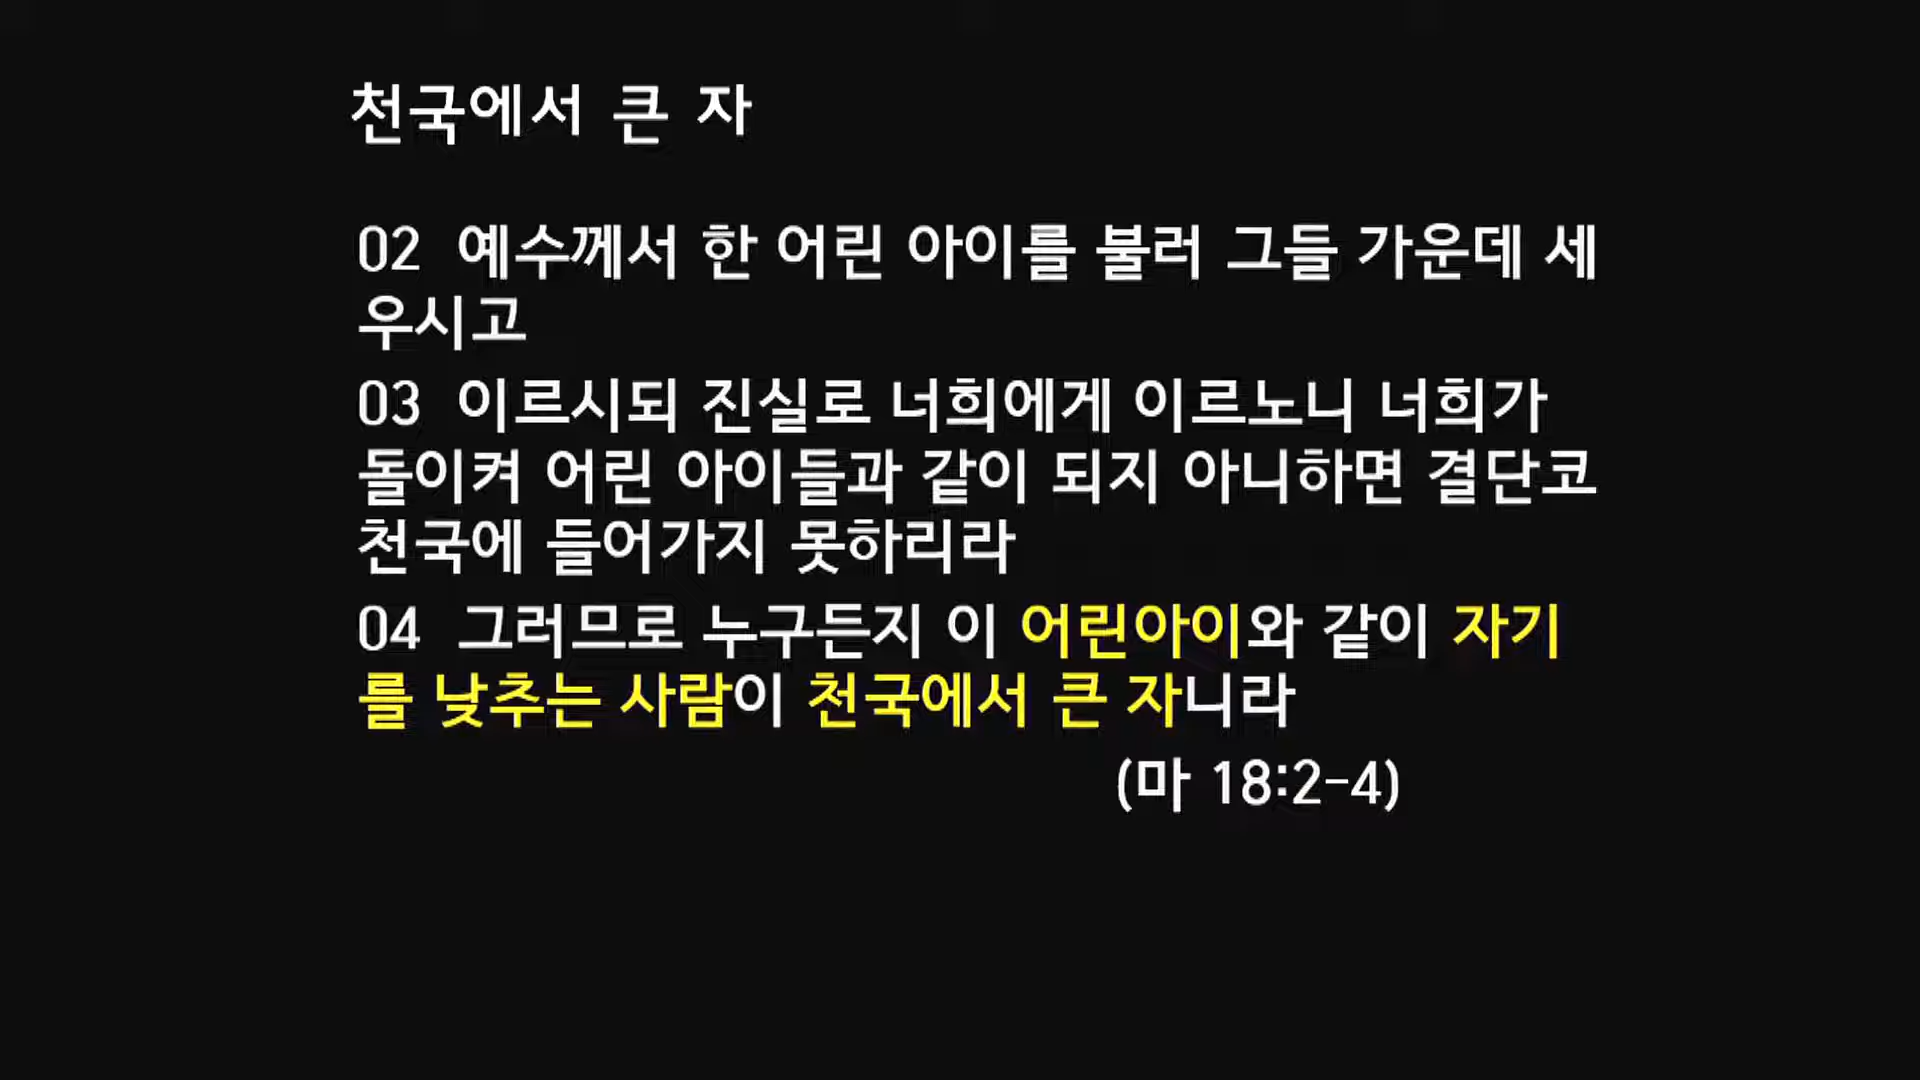 천국에서 큰 자
02 예수께서 한 어린 아이를 불러 그들 가운데 세
우시고
03 이르시되 진실로 너희에게 이르노니 너희가
돌이켜 어린 아이들과 같이 되지 아니하면 결단코
천국에 들어가지 못하리라
04 그러므로 누구든지 이 어린아이와 같이 자기
를 낮추는 사람이 천국에서 큰 자니라
(마 18:2-4)